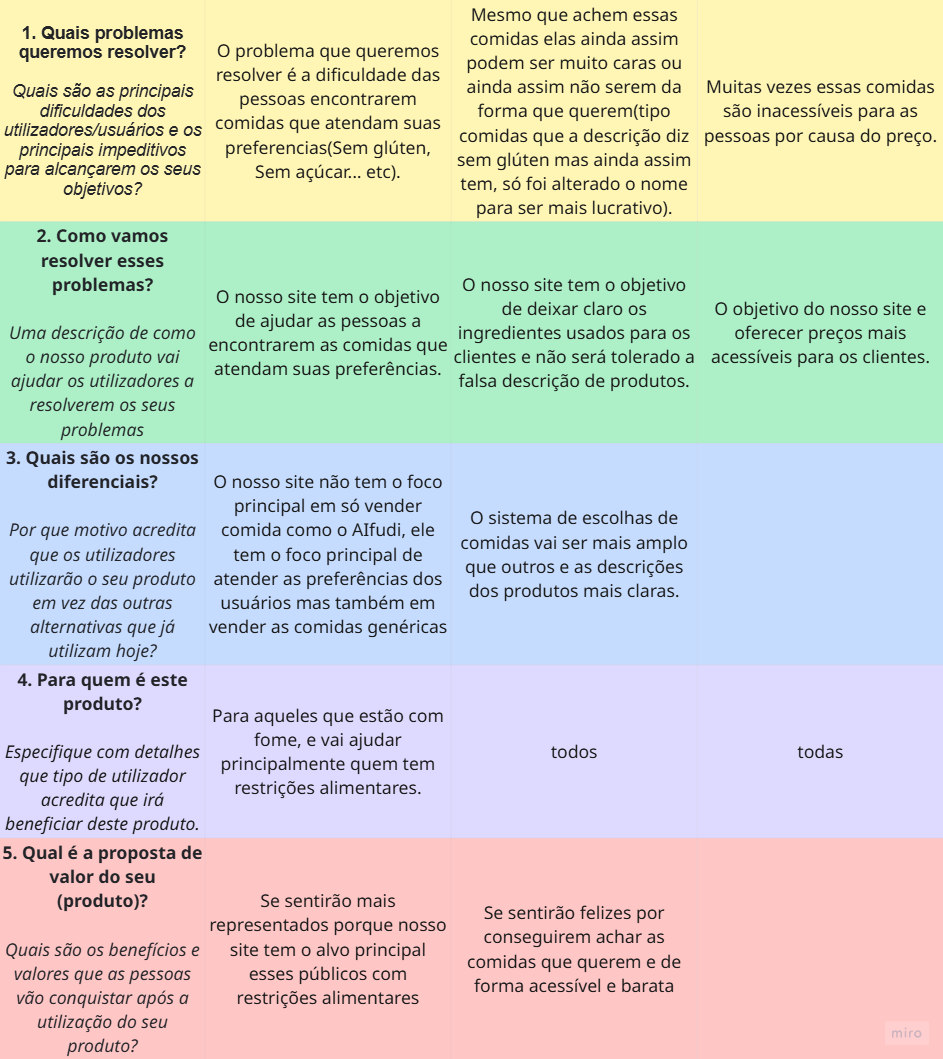 1. Quais problemas
queremos resolver?
Quais são as principais
dificuldades dos
utilizadores/usuários e os
principais impeditivos
para alcançarem os seus
objetivos?
O problema que queremos
resolver é a dificuldade das
pessoas encontrarem
comidas que atendam suas
preferencias(Sem glúten,
Sem açúcar... etc).
Mesmo que achem essas
comidas elas ainda assim
podem ser muito caras ou
ainda assim não serem da
forma que querem(tipo
comidas que a descrição diz
sem glúten mas ainda assim
tem, só foi alterado o nome
para ser mais lucrativo).
Muitas vezes essas comidas
são inacessíveis para as
pessoas por causa do preço.
2. Como vamos
resolver esses
problemas?
Uma descrição de como
o nosso produto vai
ajudar os utilizadores a
resolverem os seus
problemas
O nosso site tem o objetivo
de ajudar as pessoas a
encontrarem as comidas que
atendam suas preferências.
O nosso site tem o objetivo
de deixar claro os
ingredientes usados para os
clientes e não será tolerado a
falsa descrição de produtos.
O objetivo do nosso site e
oferecer preços mais
acessíveis para os clientes.
3. Quais são os nossos
diferenciais?
Por que motivo acredita
que os utilizadores
utilizarão o seu produto
em vez das outras
alternativas que já
utilizam hoje?
O nosso site não tem o foco
principal em só vender
comida como o AIfudi, ele
tem o foco principal de
atender as preferências dos
usuários mas também em
vender as comidas genéricas
O sistema de escolhas de
comidas vai ser mais amplo
que outros e as descrições
dos produtos mais claras.
4. Para quem é este
produto?
Especifique com detalhes
que tipo de utilizador
acredita que irá
beneficiar deste produto.
Para aqueles que estão com
fome, e vai ajudar
principalmente quem tem
restrições alimentares.
todos
todas
5. Qual é a proposta de
valor do seu
(produto)?
Quais são os benefícios e
valores que as pessoas
vão conquistar após a
utilização do seu
produto?
Se sentirão mais
representados porque nosso
site tem o alvo principal
esses públicos com
restrições alimentares
Se sentirão felizes por
conseguirem achar as
comidas que querem e de
forma acessível e barata
miro